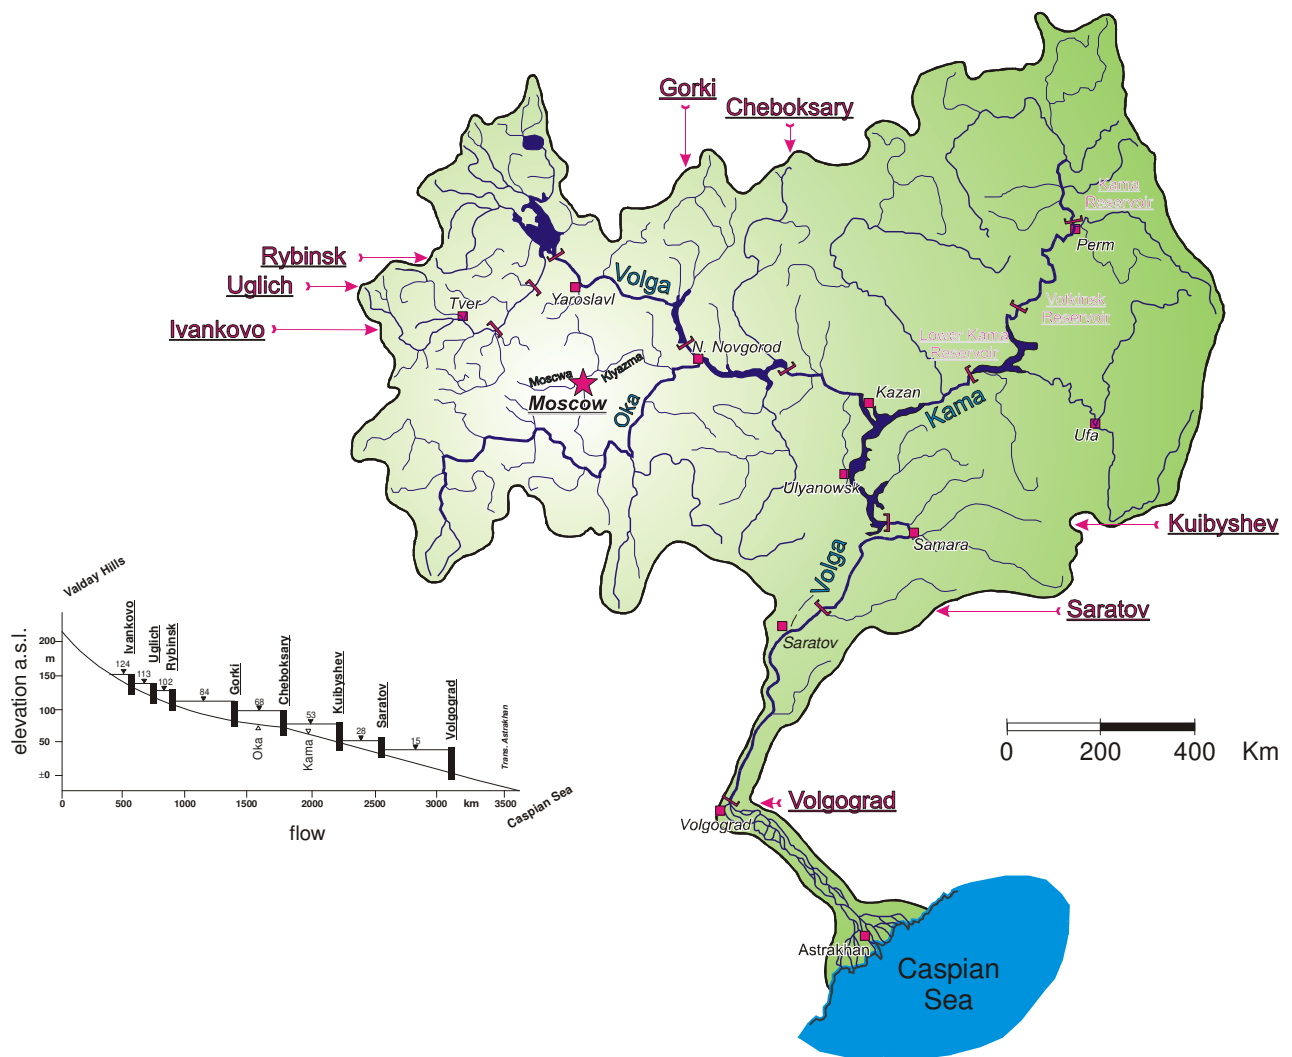 Gorki
Cheboksary
Kama
Reservoir
Perm
Rybinsk
Volga
Uglich
Yaroslavl
Tver
Votkinsk
Reservoir
Ivankovo
Lower Kama
Reservoir
N. Novgorod
Moscwa
Klyazma
Moscow
Oka
Kazan
Kama
Ufa
Ulyanowsk
Kuibyshev
Samara
Volga
Saratov
Saratov
Valday Hills
elevation a.s.l.
200
m
150
100
50
±0
Ivankovo
Uglich
Rybinsk
Gorki
Cheboksary
Kuibyshev
Saratov
Volgograd
124
113
102
84
68
53
28
15
Oka
Kama
Trans. Astrakhan
0 500 1000 1500 2000 2500 3000 km 3500
Caspian Sea
flow
0 200 400 Km
Volgograd
Volgograd
Astrakhan
Caspian
Sea